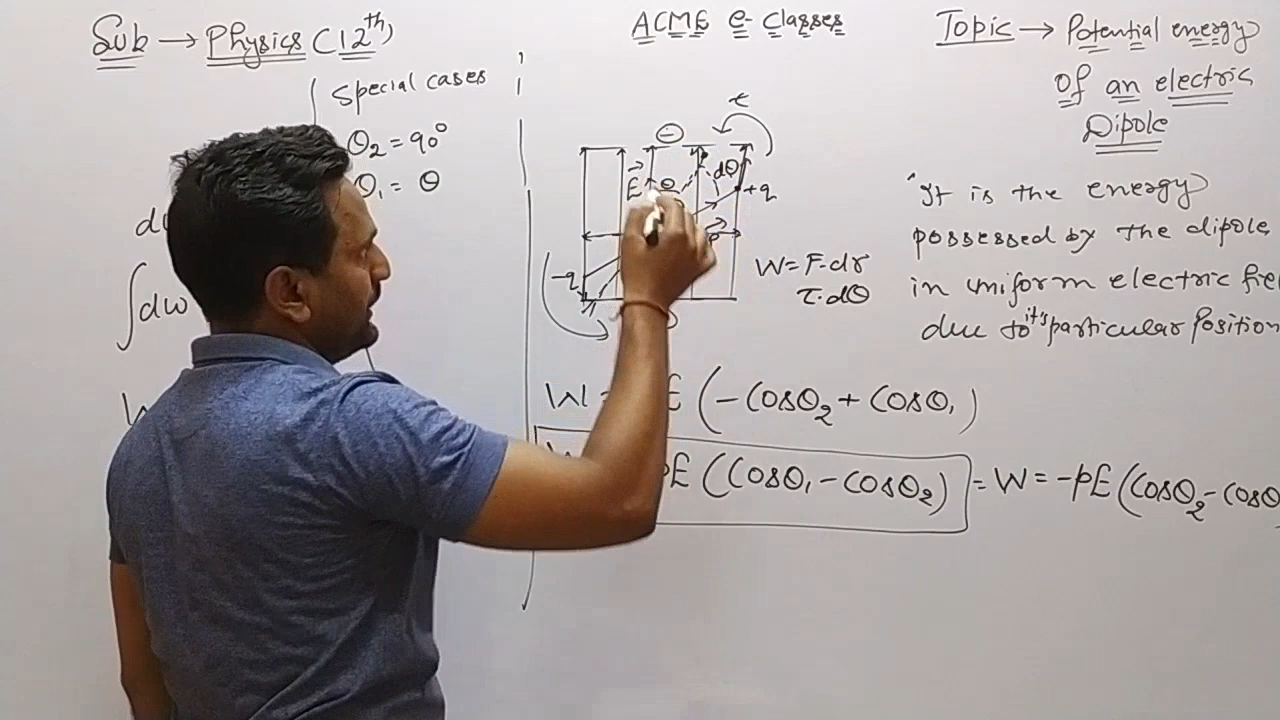 Sub → Physics (12th)
ACME e- Classes
Topic → Potential energy
Of an electric
Dipole
Special cases
θ2 = 90°
θ1 = θ
∫dw
τ
dθ
E
θ
+q
-q
W = F.dr
τ.dθ
It is the energy
possessed by the dipole
in uniform electric
due to it's particular Position
W = E (-Cosθ2 + Cosθ1)
pE (Cosθ1 - Cosθ2) = W = -pE (Cosθ2 - Cosθ